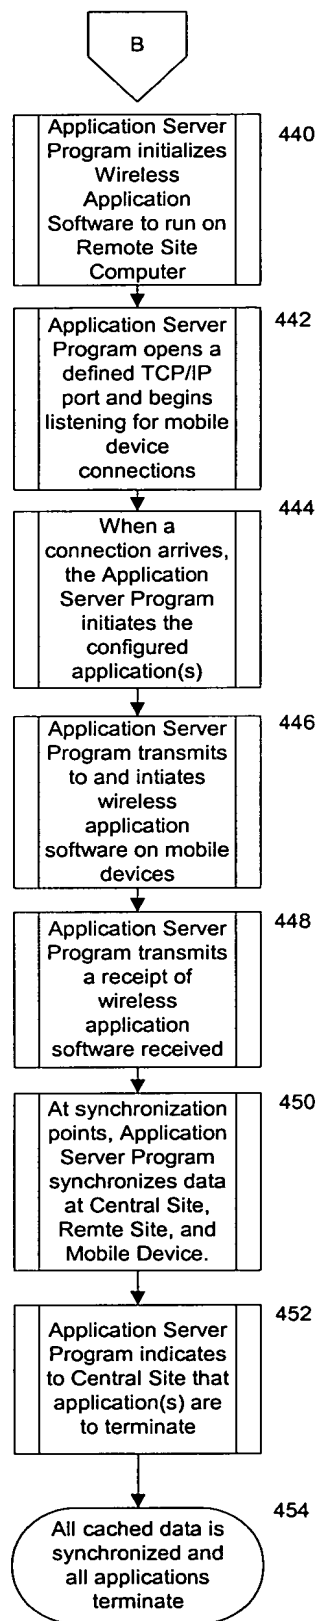 B
Application Server
Program initializes
Wireless
Application
Software to run on
Remote Site
Computer
440
Application Server
Program opens a
defined TCP/IP
port and begins
listening for mobile
device
connections
442
When a
connection arrives,
the Application
Server Program
initiates the
configured
application(s)
444
Application Server
Program transmits
to and intiates
wireless
application
software on mobile
devices
446
Application Server
Program transmits
a receipt of
wireless
application
software received
448
At synchronization
points, Application
Server Program
synchronizes data
at Central Site,
Remte Site, and
Mobile Device.
450
Application Server
Program indicates
to Central Site that
application(s) are
to terminate
452
All cached data is
synchronized and
all applications
terminate
454